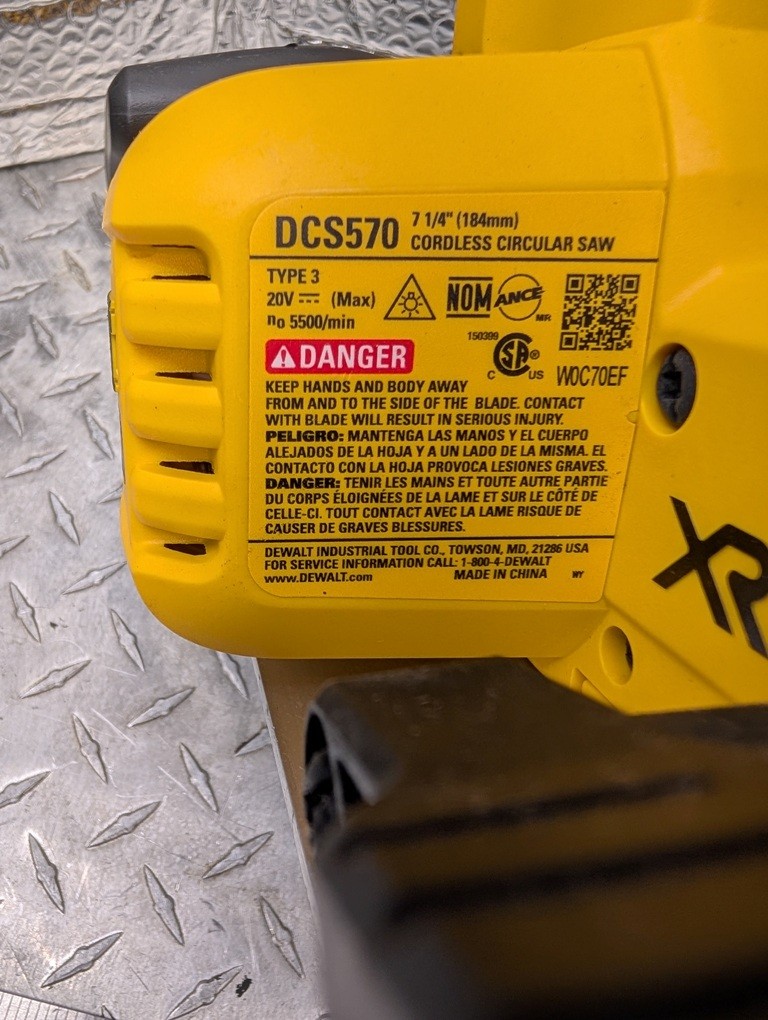 DCS570 7 1/4" (184mm)
CORDLESS CIRCULAR SAW
TYPE 3
20V ⎓ (Max)
n₀ 5500/min
NOM
ANCE
MR
150399
SA®
C US
W0C70EF
DANGER
KEEP HANDS AND BODY AWAY
FROM AND TO THE SIDE OF THE BLADE. CONTACT
WITH BLADE WILL RESULT IN SERIOUS INJURY.
PELIGRO: MANTENGA LAS MANOS Y EL CUERPO
ALEJADOS DE LA HOJA Y A UN LADO DE LA MISMA. EL
CONTACTO CON LA HOJA PROVOCA LESIONES GRAVES.
DANGER: TENIR LES MAINS ET TOUTE AUTRE PARTIE
DU CORPS ÉLOIGNÉES DE LA LAME ET SUR LE CÔTÉ DE
CELLE-CI. TOUT CONTACT AVEC LA LAME RISQUE DE
CAUSER DE GRAVES BLESSURES.
DEWALT INDUSTRIAL TOOL CO., TOWSON, MD, 21286 USA
FOR SERVICE INFORMATION CALL: 1-800-4-DEWALT
www.DEWALT.com MADE IN CHINA WY
XR